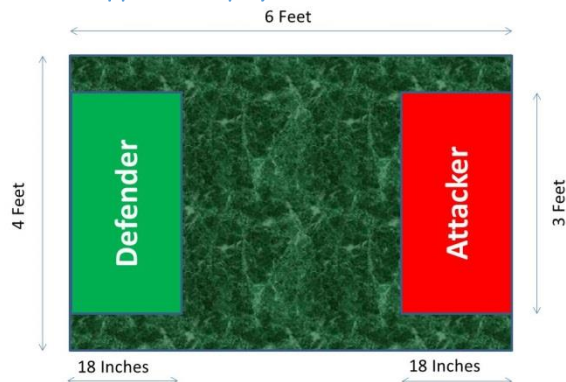 6 Feet
4 Feet
Defender
Attacker
3 Feet
18 Inches
18 Inches